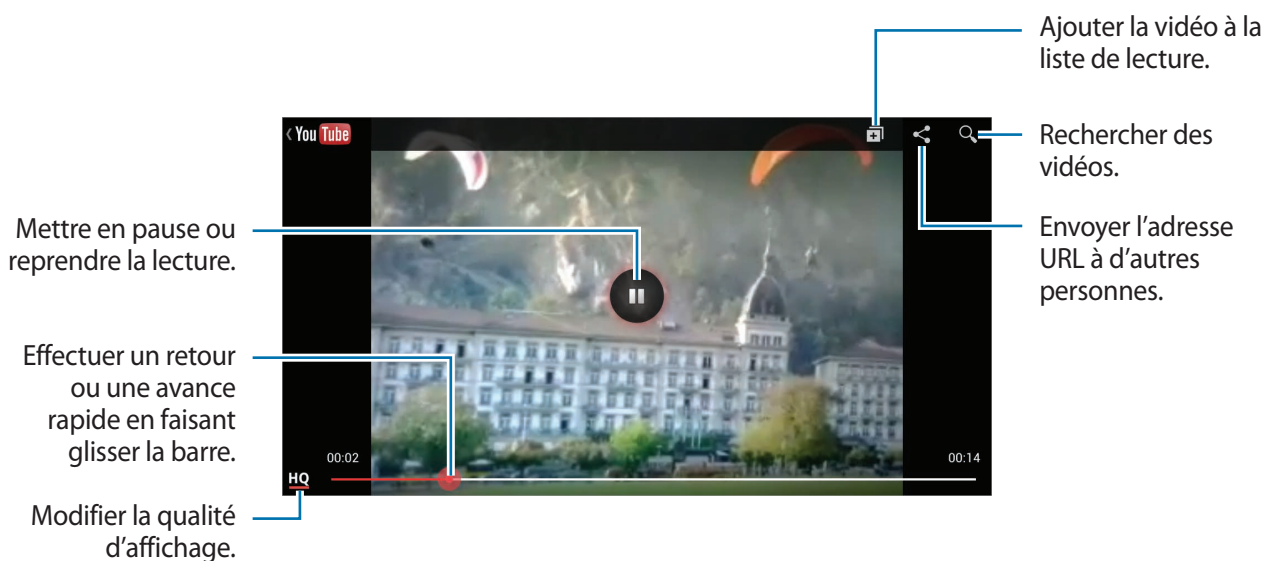 Ajouter la vidéo à la
liste de lecture.
You Tube
Rechercher des
vidéos.
Mettre en pause ou
reprendre la lecture.
Envoyer l’adresse
URL à d’autres
personnes.
Effectuer un retour
ou une avance
rapide en faisant
glisser la barre.
00:02
00:14
HQ
Modifier la qualité
d’affichage.